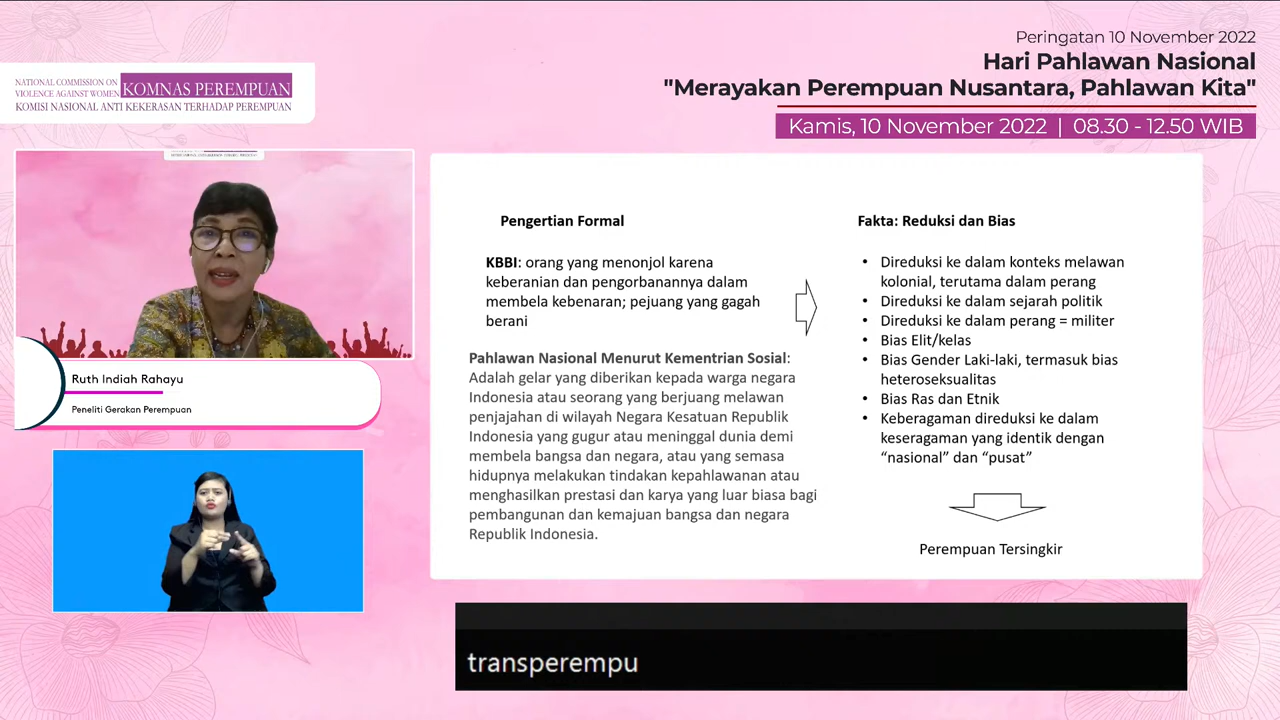 Peringatan 10 November 2022
Hari Pahlawan Nasional
"Merayakan Perempuan Nusantara, Pahlawan Kita"
Kamis, 10 November 2022 | 08.30 - 12.50 WIB
NATIONAL COMMISSION ON
VIOLENCE AGAINST WOMEN
KOMNAS PEREMPUAN
KOMISI NASIONAL ANTI KEKERASAN TERHADAP PEREMPUAN
Ruth Indiah Rahayu
Peneliti Gerakan Perempuan
Pengertian Formal
KBBI: orang yang menonjol karena
keberanian dan pengorbanannya dalam
membela kebenaran; pejuang yang gagah
berani
Pahlawan Nasional Menurut Kementrian Sosial:
Adalah gelar yang diberikan kepada warga negara
Indonesia atau seorang yang berjuang melawan
penjajahan di wilayah Negara Kesatuan Republik
Indonesia yang gugur atau meninggal dunia demi
membela bangsa dan negara, atau yang semasa
hidupnya melakukan tindakan kepahlawanan atau
menghasilkan prestasi dan karya yang luar biasa bagi
pembangunan dan kemajuan bangsa dan negara
Republik Indonesia.
Fakta: Reduksi dan Bias
• Direduksi ke dalam konteks melawan
kolonial, terutama dalam perang
• Direduksi ke dalam sejarah politik
• Direduksi ke dalam perang = militer
• Bias Elit/kelas
• Bias Gender Laki-laki, termasuk bias
heteroseksualitas
• Bias Ras dan Etnik
• Keberagaman direduksi ke dalam
keseragaman yang identik dengan
“nasional” dan “pusat”
Perempuan Tersingkir
transperempu